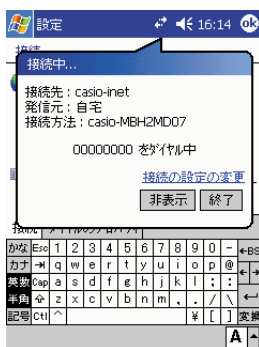 設定 16:14 ok
接続
接続中...
接続先：casio-inet
発信元：自宅
接続方法：casio-MBH2MD07
00000000 をﾀﾞｲﾔﾙ中
接続の設定の変更
非表示 終了
かな Esc 1 2 3 4 5 6 7 8 9 0 - ←BS
カナ →| q w e r t y u i o p @
英数 Cap a s d f g h j k l ; :
半角 z x c v b n m , . / \ ←
記号 Ctl ^ ¥ [ ] 変換
A